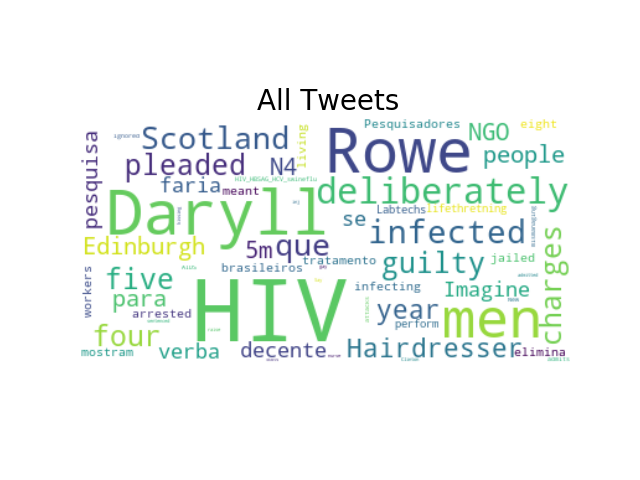 All Tweets
ignored
Scotland
living
Rowe
Pesquisadores
NGO
eight
pesquisa
pleaded
N4
people
faria
meant
deliberately
Daryll
se
Labtechs
lifethretning
infected
Edinburgh
5m
que
tratamento
guilty
jailed
charges
workers
five
brasileiros
infecting
Imagine
para
arrested
HIV
year
men
four
perform
mostram
verba
decente
Hairdresser
elimina